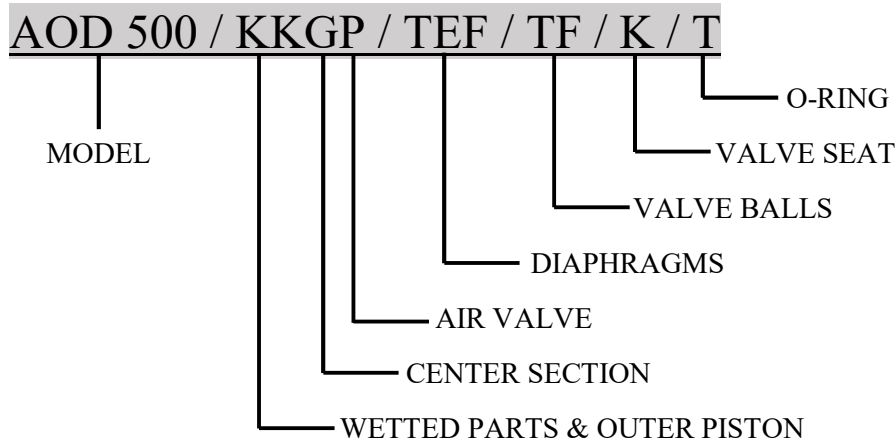 AOD 500 / KKGP / TEF / TF / K / T
O-RING
MODEL
VALVE SEAT
VALVE BALLS
DIAPHRAGMS
AIR VALVE
CENTER SECTION
WETTED PARTS & OUTER PISTON